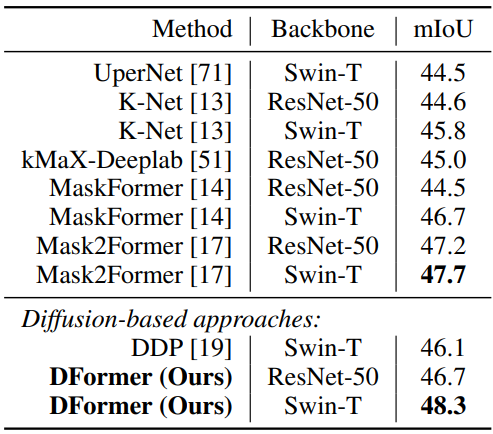 Method Backbone mIoU
UperNet [71] Swin-T 44.5
K-Net [13] ResNet-50 44.6
K-Net [13] Swin-T 45.8
kMaX-Deeplab [51] ResNet-50 45.0
MaskFormer [14] ResNet-50 44.5
MaskFormer [14] Swin-T 46.7
Mask2Former [17] ResNet-50 47.2
Mask2Former [17] Swin-T 47.7
Diffusion-based approaches:
DDP [19] Swin-T 46.1
DFormer (Ours) ResNet-50 46.7
DFormer (Ours) Swin-T 48.3